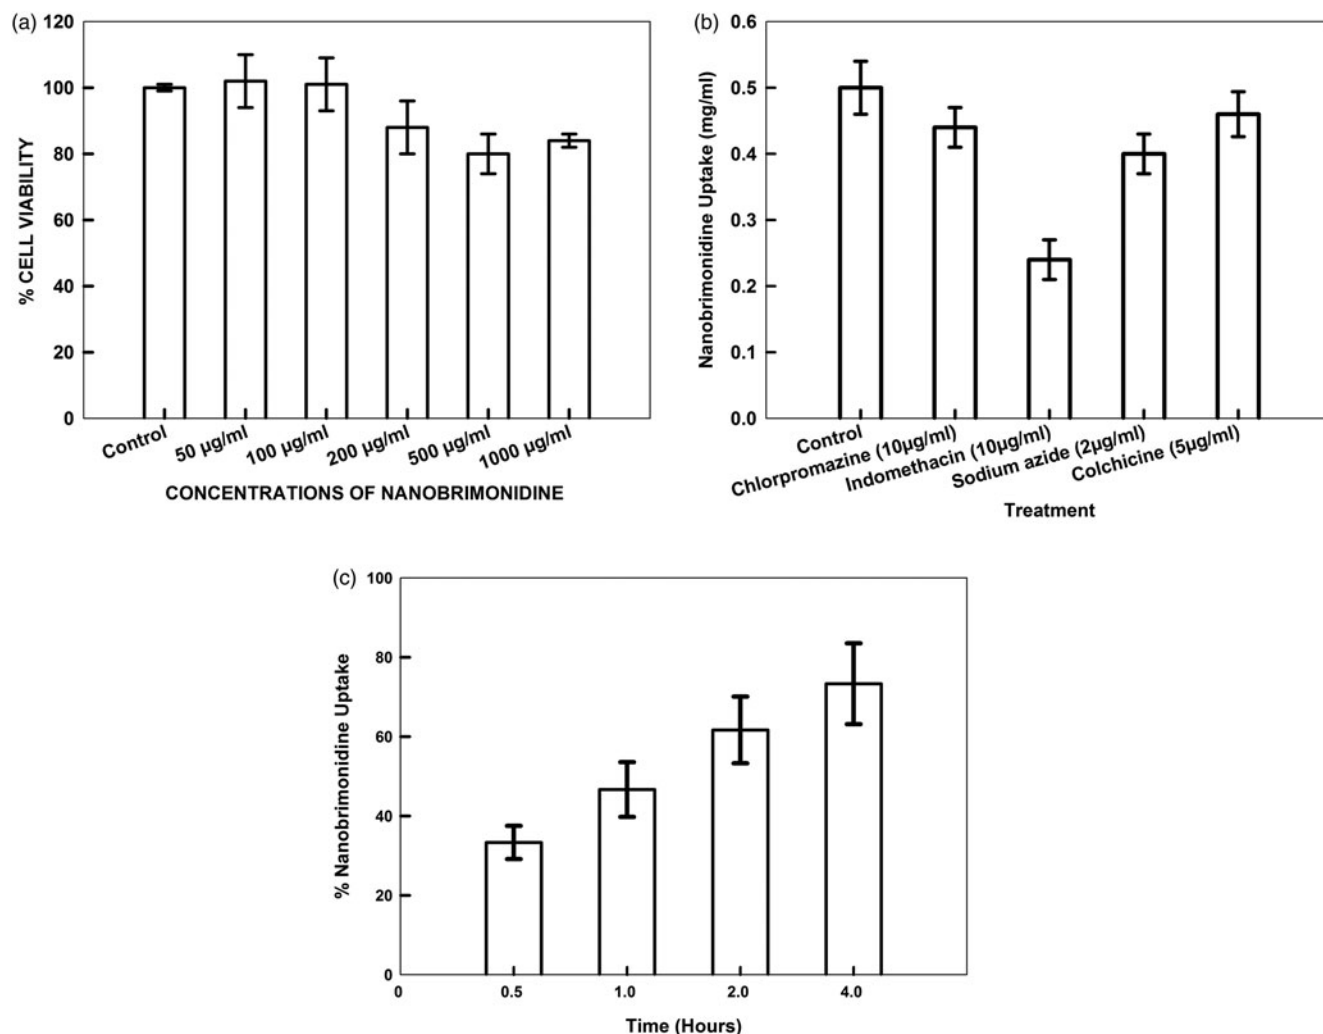 (a)
120
100
80
60
40
20
0
% CELL VIABILITY
Control
50 µg/ml
100 µg/ml
200 µg/ml
500 µg/ml
1000 µg/ml
CONCENTRATIONS OF NANOBRIMONIDINE
(b)
0.6
0.5
0.4
0.3
0.2
0.1
0.0
Nanobrimonidine Uptake (mg/ml)
Control
Chlorpromazine (10µg/ml)
Indomethacin (10µg/ml)
Sodium azide (2µg/ml)
Colchicine (5µg/ml)
Treatment
(c)
100
80
60
40
20
0
% Nanobrimonidine Uptake
0
0.5
1.0
2.0
4.0
Time (Hours)